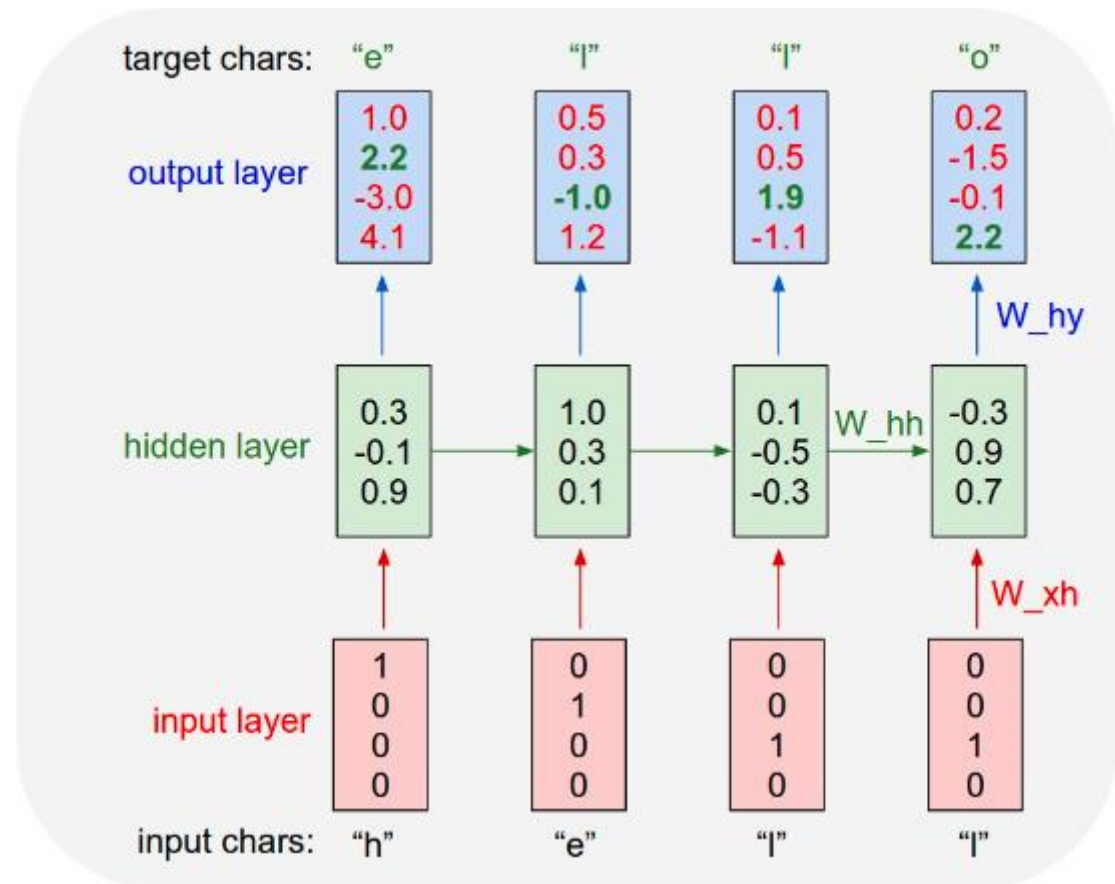 target chars: “e” “l” “l” “o”
output layer
1.0 0.5 0.1 0.2
2.2 0.3 0.5 -1.5
-3.0 -1.0 1.9 -0.1
4.1 1.2 -1.1 2.2
W_hy
hidden layer
0.3 1.0 0.1 -0.3
-0.1 0.3 -0.5 0.9
0.9 0.1 -0.3 0.7
W_hh
W_xh
input layer
1 0 0 0
0 1 0 0
0 0 1 1
0 0 0 0
input chars: “h” “e” “l” “l”